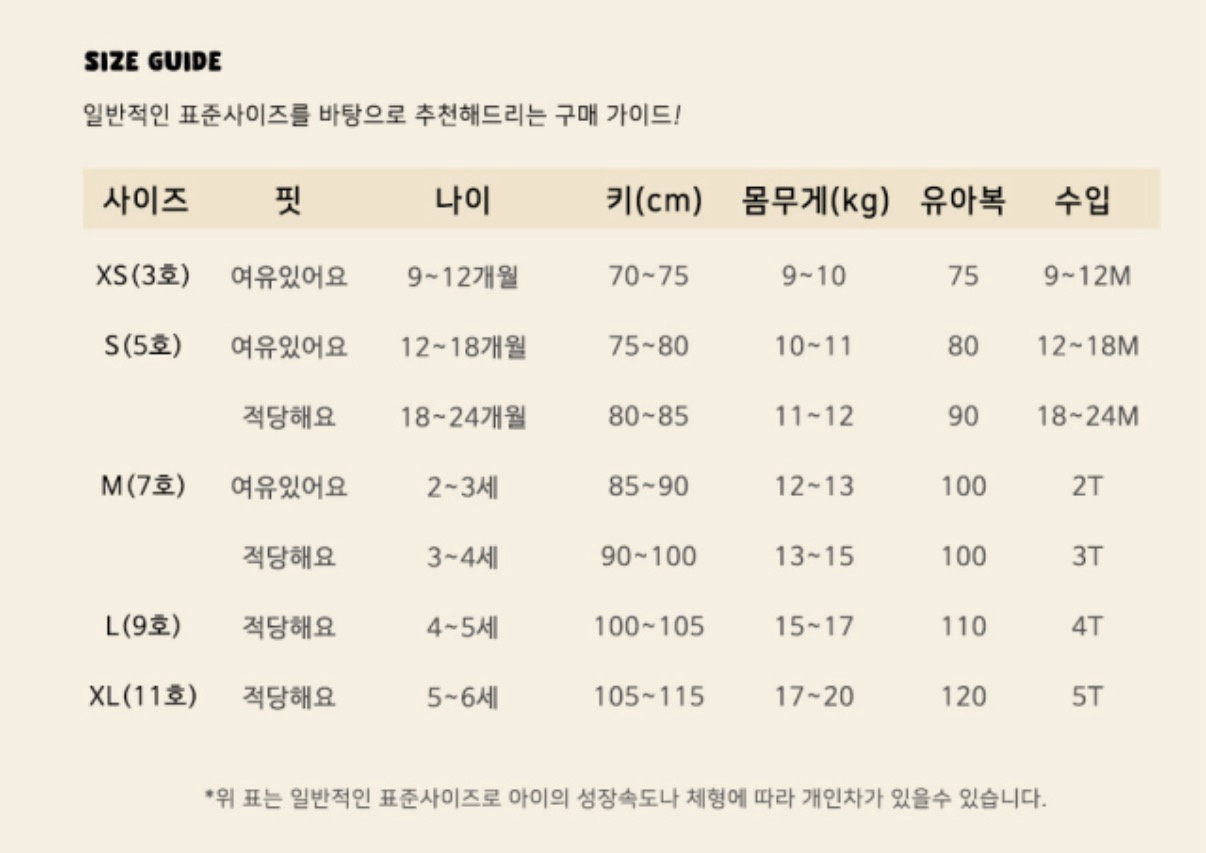 SIZE GUIDE
일반적인 표준사이즈를 바탕으로 추천해드리는 구매 가이드!
사이즈 핏 나이 키(cm) 몸무게(kg) 유아복 수입
XS(3호) 여유있어요 9~12개월 70~75 9~10 75 9~12M
S(5호) 여유있어요 12~18개월 75~80 10~11 80 12~18M
적당해요 18~24개월 80~85 11~12 90 18~24M
M(7호) 여유있어요 2~3세 85~90 12~13 100 2T
적당해요 3~4세 90~100 13~15 100 3T
L(9호) 적당해요 4~5세 100~105 15~17 110 4T
XL(11호) 적당해요 5~6세 105~115 17~20 120 5T
*위 표는 일반적인 표준사이즈로 아이의 성장속도나 체형에 따라 개인차가 있을수 있습니다.